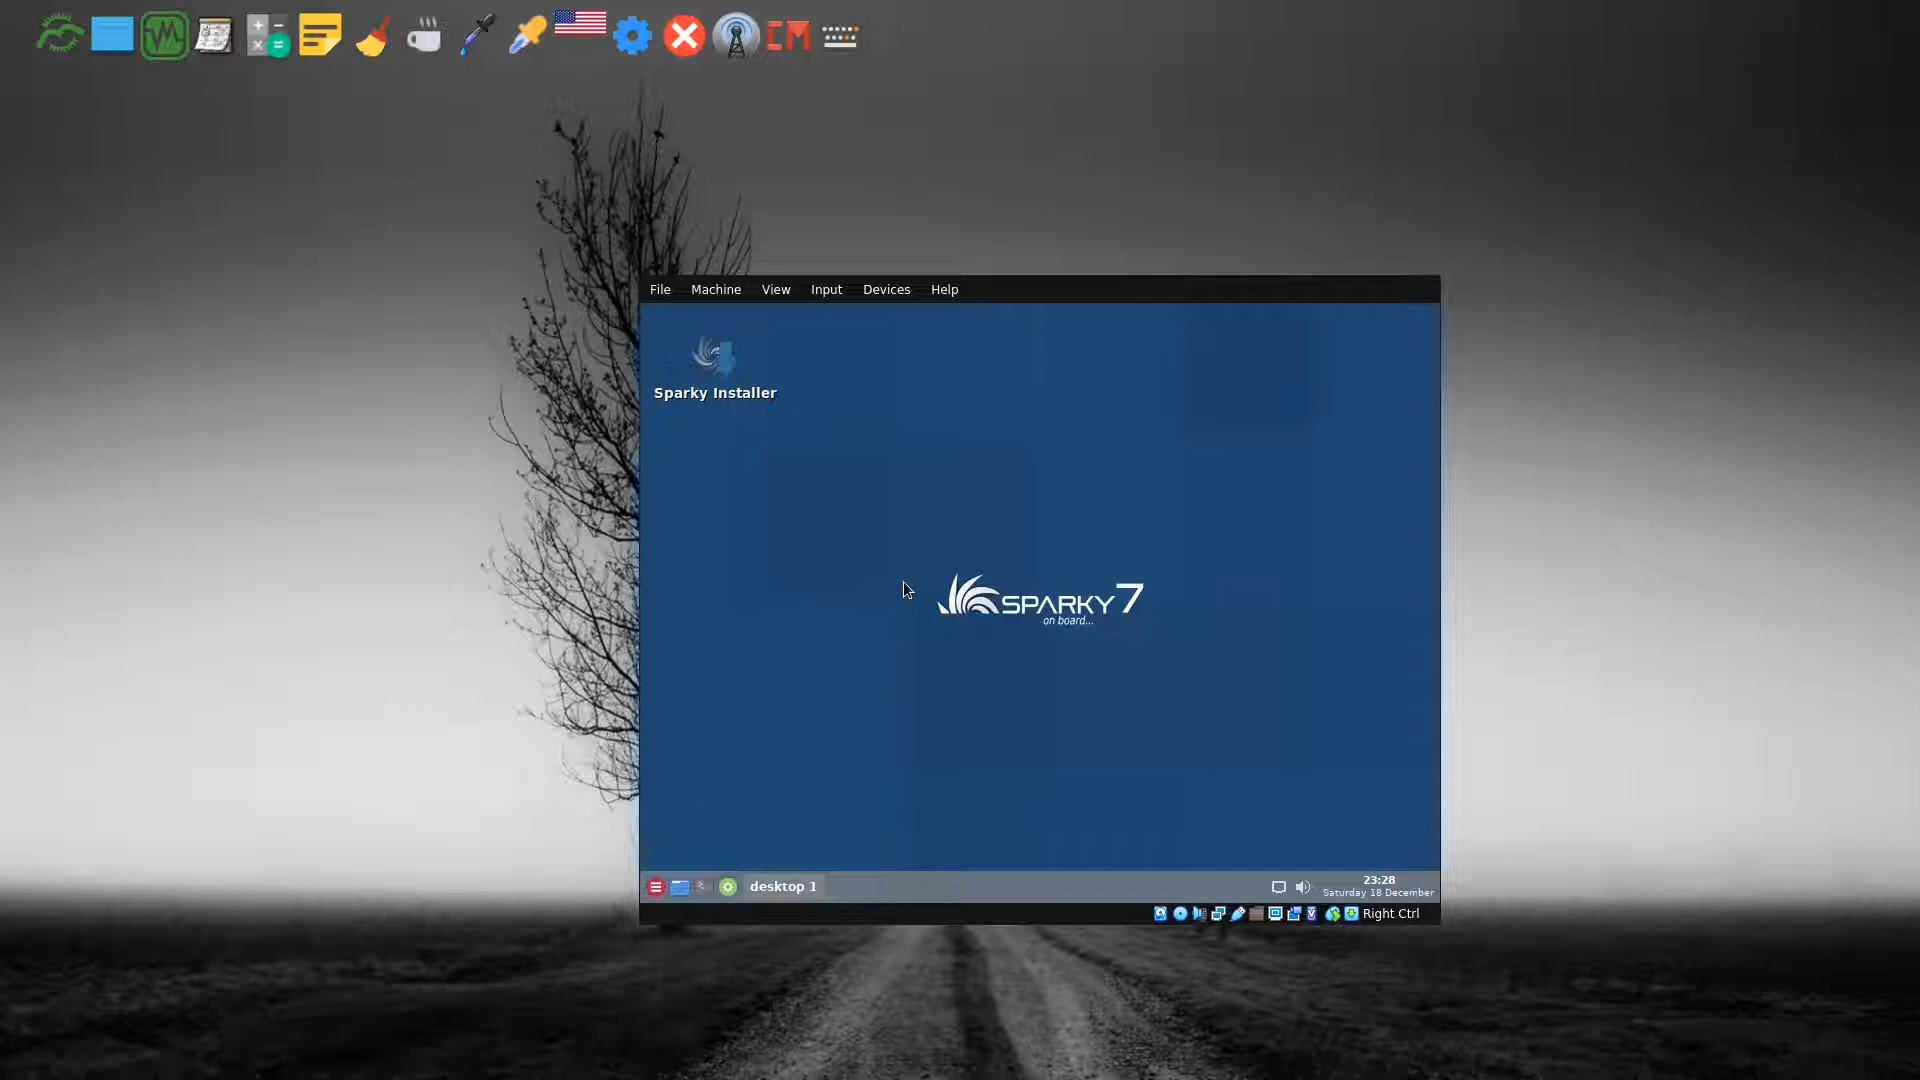 File Machine View Input Devices Help
Sparky Installer
SPARKY 7
on board...
desktop 1
23:28
Saturday 18 December
Right Ctrl